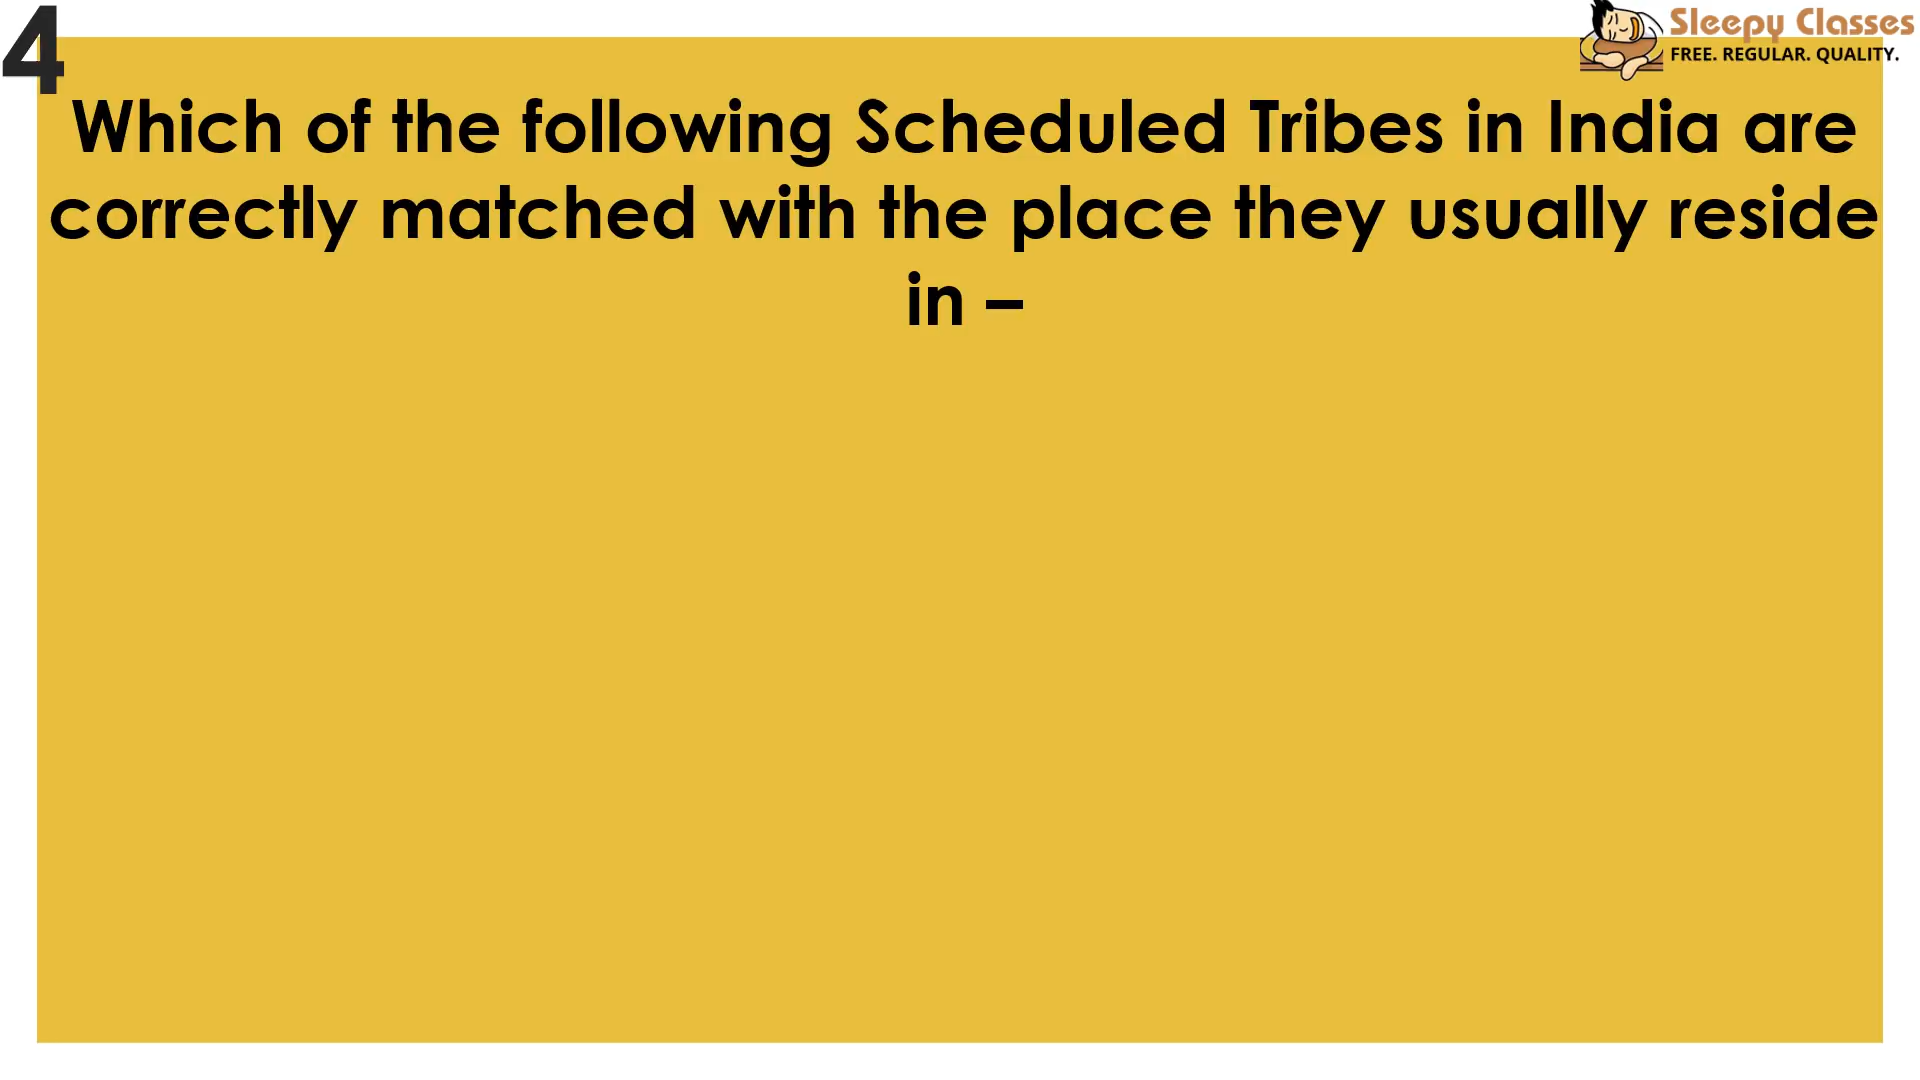 4
Sleepy Classes
FREE. REGULAR. QUALITY.
Which of the following Scheduled Tribes in India are
correctly matched with the place they usually reside
in –